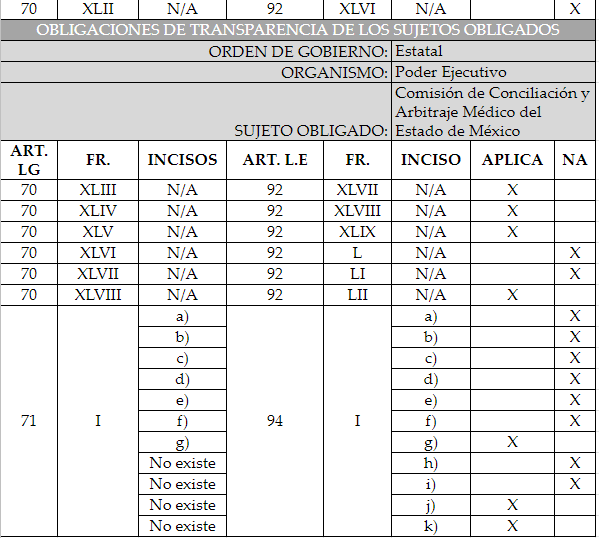 70 XLII N/A 92 XLVI N/A X
OBLIGACIONES DE TRANSPARENCIA DE LOS SUJETOS OBLIGADOS
ORDEN DE GOBIERNO: Estatal
ORGANISMO: Poder Ejecutivo
SUJETO OBLIGADO: Comisión de Conciliación y
Arbitraje Médico del
Estado de México
ART. LG FR. INCISOS ART. L.E FR. INCISO APLICA NA
70 XLIII N/A 92 XLVII N/A X
70 XLIV N/A 92 XLVIII N/A X
70 XLV N/A 92 XLIX N/A X
70 XLVI N/A 92 L N/A X
70 XLVII N/A 92 LI N/A X
70 XLVIII N/A 92 LII N/A X
71 I a) 94 I a) X
b) b) X
c) c) X
d) d) X
e) e) X
f) f) X
g) g) X
No existe h) X
No existe i) X
No existe j) X
No existe k) X